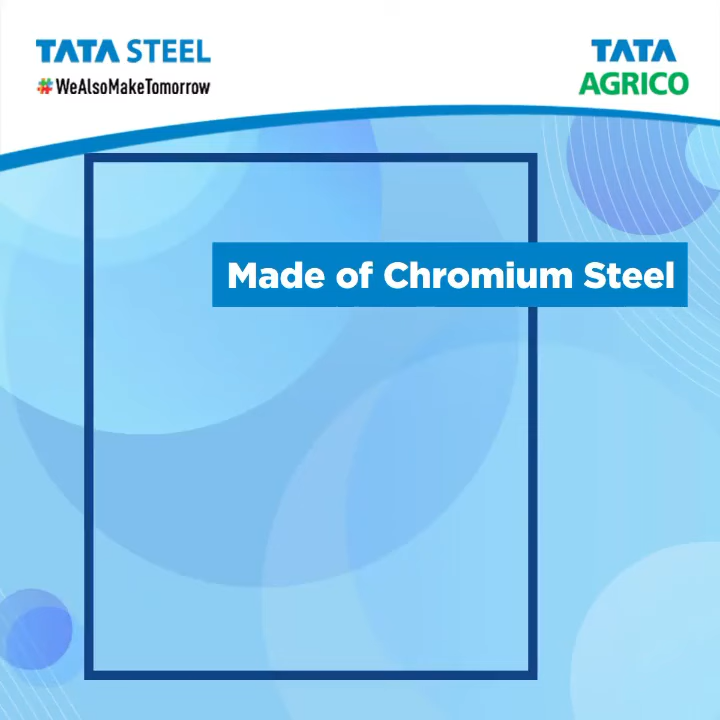 TATA STEEL
#WeAlsoMakeTomorrow
TATA
AGRICO
Made of Chromium Steel